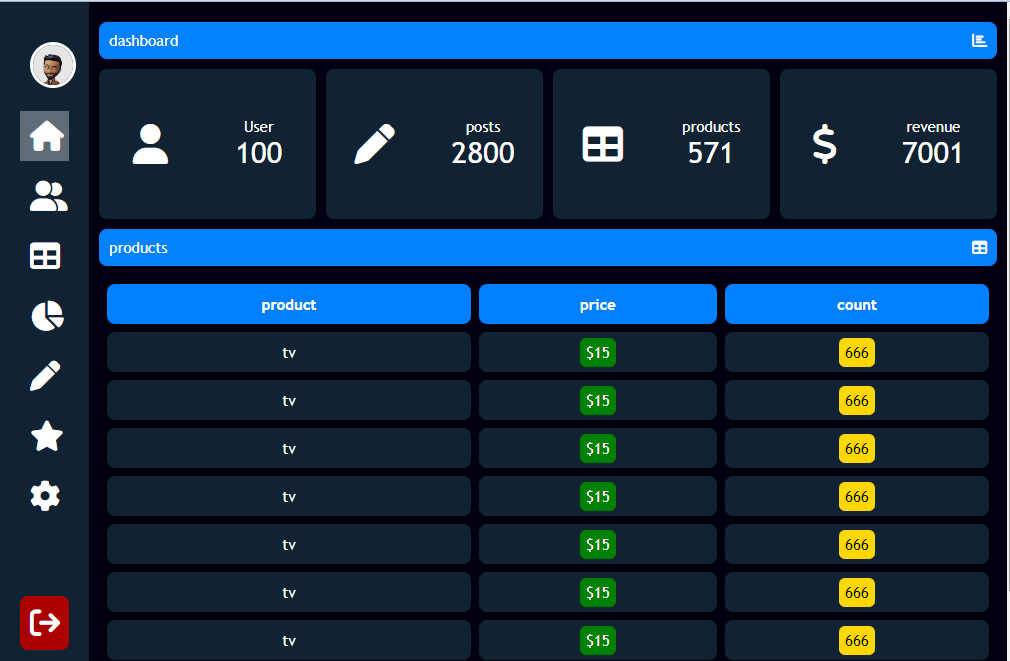 dashboard
User
100
posts
2800
products
571
revenue
7001
products
product price count
tv $15 666
tv $15 666
tv $15 666
tv $15 666
tv $15 666
tv $15 666
tv $15 666